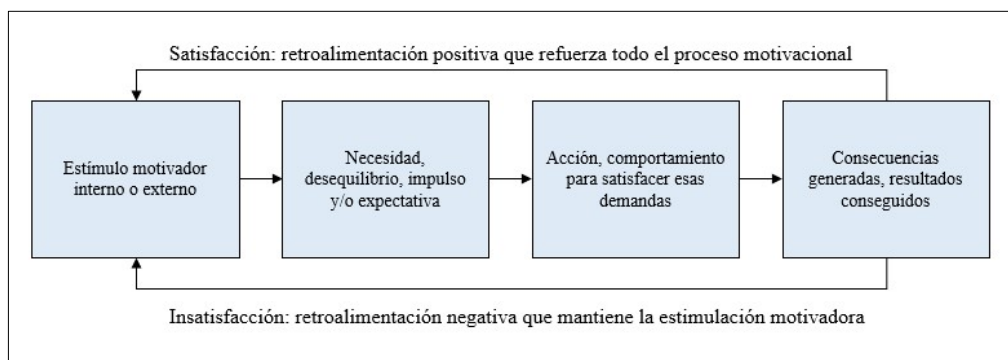 Satisfacción: retroalimentación positiva que refuerza todo el proceso motivacional
Estímulo motivador
interno o externo
Necesidad,
desequilibrio, impulso
y/o expectativa
Acción, comportamiento
para satisfacer esas
demandas
Consecuencias
generadas, resultados
conseguidos
Insatisfacción: retroalimentación negativa que mantiene la estimulación motivadora